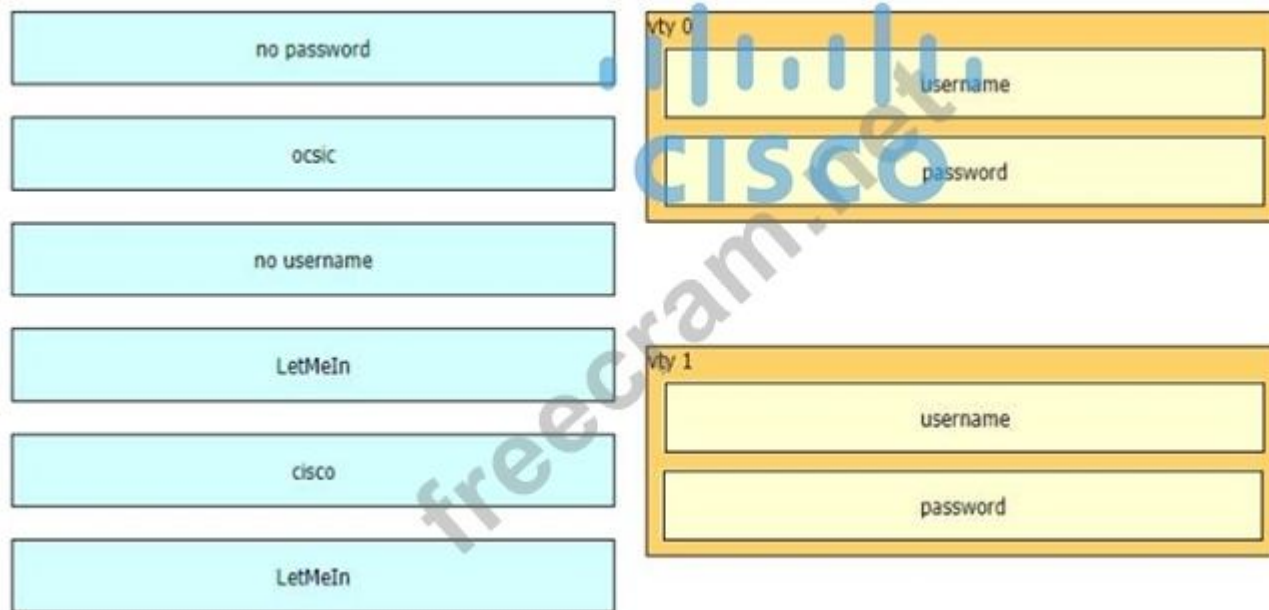 no password
ocsic
no username
LetMeIn
cisco
LetMeIn
vty 0
username
password
CISCO
vty 1
username
password
freecram.net